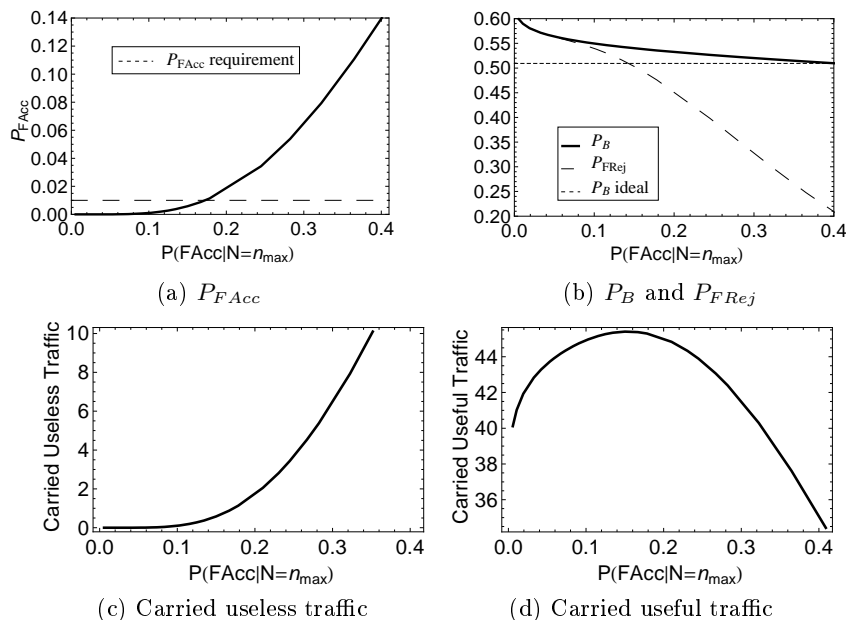 0.14
0.12
0.10
0.08
0.06
0.04
0.02
0.00
P_FAcc
P_FAcc requirement
0.0 0.1 0.2 0.3 0.4
P(FAcc|N=n_max)
(a) P_FAcc
0.60
0.55
0.50
0.45
0.40
0.35
0.30
0.25
0.20
P_B
P_FRej
P_B ideal
0.0 0.1 0.2 0.3 0.4
P(FAcc|N=n_max)
(b) P_B and P_FRej
10
8
6
4
2
0
Carried Useless Traffic
0.0 0.1 0.2 0.3 0.4
P(FAcc|N=n_max)
(c) Carried useless traffic
44
42
40
38
36
Carried Useful Traffic
0.0 0.1 0.2 0.3 0.4
P(FAcc|N=n_max)
(d) Carried useful traffic